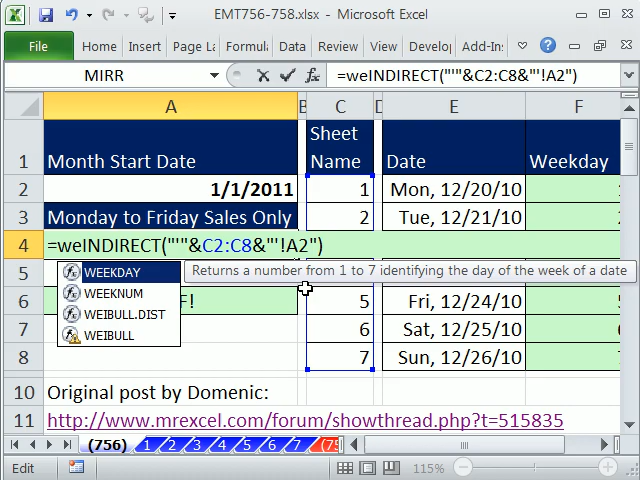 EMT756-758.xlsx - Microsoft Excel
File Home Insert Page La Formula Data Review View Develo Add-Ins
MIRR =weINDIRECT("'"&C2:C8&"'!A2")
A B C D E F
1 Month Start Date Sheet Name Date Weekday
2 1/1/2011 1 Mon, 12/20/10 1
3 Monday to Friday Sales Only 2 Tue, 12/21/10
4 =weINDIRECT("'"&C2:C8&"'!A2")
5 WEEKDAY Returns a number from 1 to 7 identifying the day of the week of a date
WEEKNUM
6 F! 5 Fri, 12/24/10
WEIBULL.DIST
7 WEIBULL 6 Sat, 12/25/10
8 7 Sun, 12/26/10
10 Original post by Domenic:
11 http://www.mrexcel.com/forum/showthread.php?t=515835
(756) 1 2 3 4 5 6 7 (75
Edit 115%